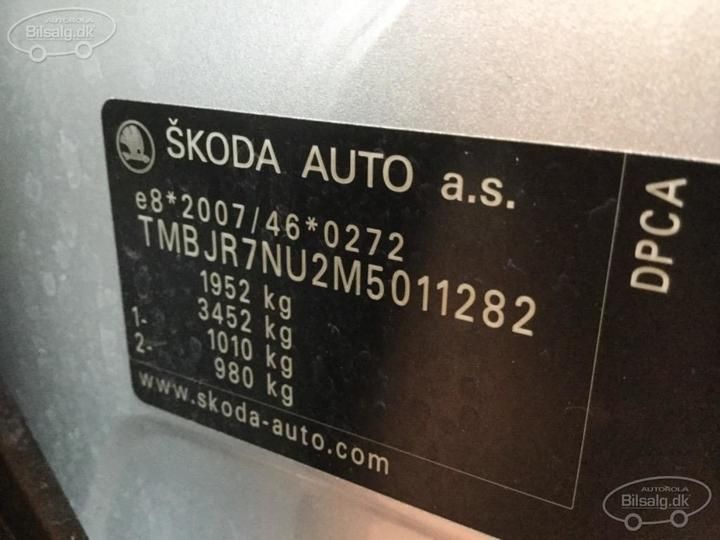 AUTOROLA
Bilsalg.dk
ŠKODA AUTO a.s.
e8*2007/46*0272
TMBJR7NU2M5011282
1952 kg
3452 kg
1- 1010 kg
2- 980 kg
www.skoda-auto.com
DPCA
AUTOROLA
Bilsalg.dk